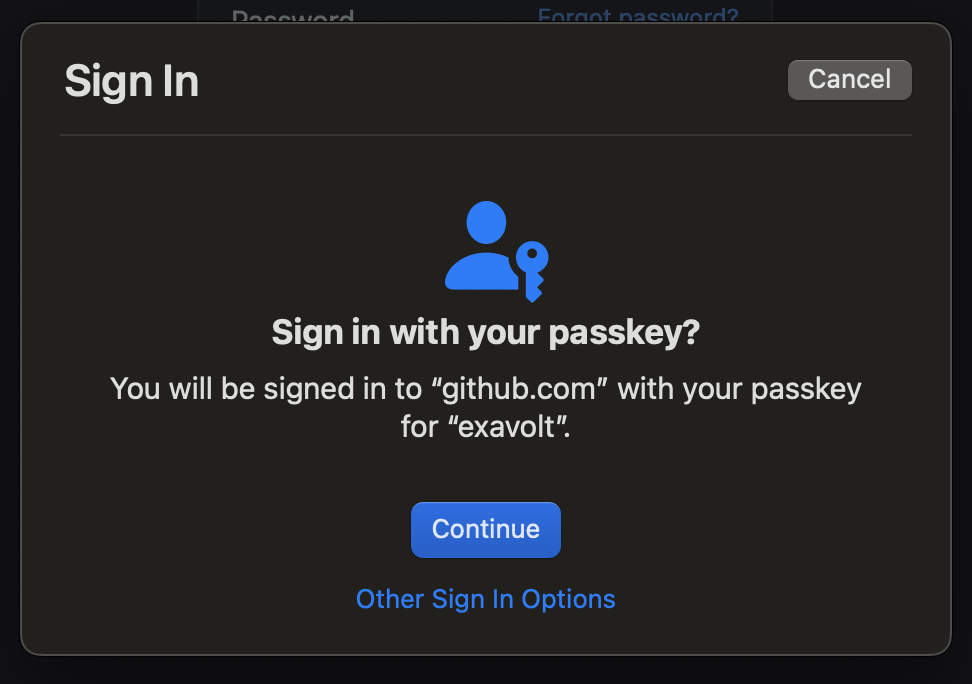 Password Forgot password?
Sign In
Cancel
Sign in with your passkey?
You will be signed in to “github.com” with your passkey
for “exavolt”.
Continue
Other Sign In Options